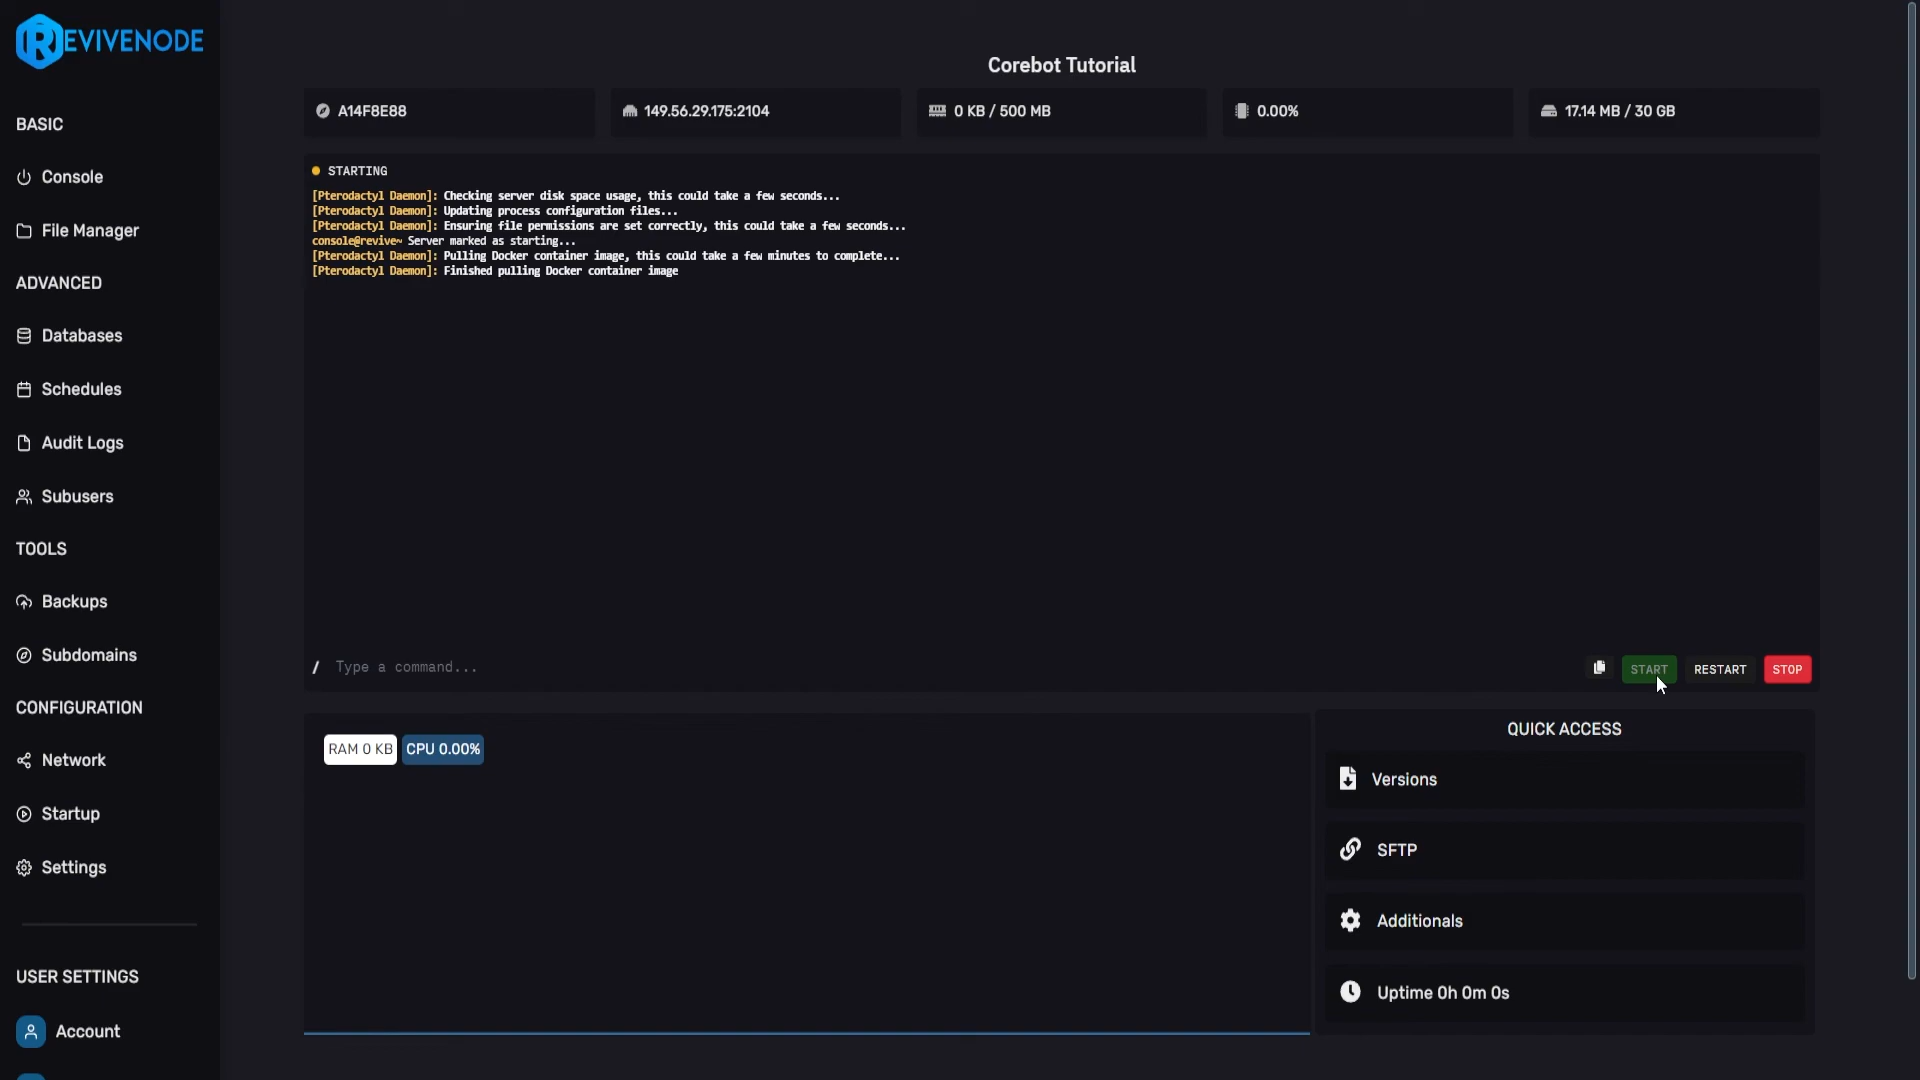 REVIVENODE
BASIC
Console
File Manager
ADVANCED
Databases
Schedules
Audit Logs
Subusers
TOOLS
Backups
Subdomains
CONFIGURATION
Network
Startup
Settings
USER SETTINGS
Account
Corebot Tutorial
A14F8E88
149.56.29.175:2104
0 KB / 500 MB
0.00%
17.14 MB / 30 GB
STARTING
[Pterodactyl Daemon]: Checking server disk space usage, this could take a few seconds...
[Pterodactyl Daemon]: Updating process configuration files...
[Pterodactyl Daemon]: Ensuring file permissions are set correctly, this could take a few seconds...
console@revive~ Server marked as starting...
[Pterodactyl Daemon]: Pulling Docker container image, this could take a few minutes to complete...
[Pterodactyl Daemon]: Finished pulling Docker container image
/ Type a command...
START
RESTART
STOP
RAM 0 KB
CPU 0.00%
QUICK ACCESS
Versions
SFTP
Additionals
Uptime 0h 0m 0s